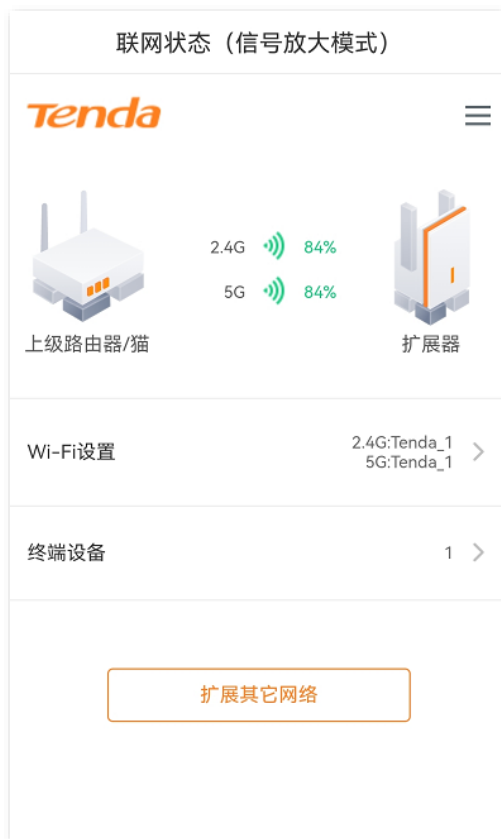 联网状态（信号放大模式）
Tenda
2.4G 84%
5G 84%
上级路由器/猫 扩展器
Wi-Fi设置 2.4G:Tenda_1
5G:Tenda_1
终端设备 1
扩展其它网络